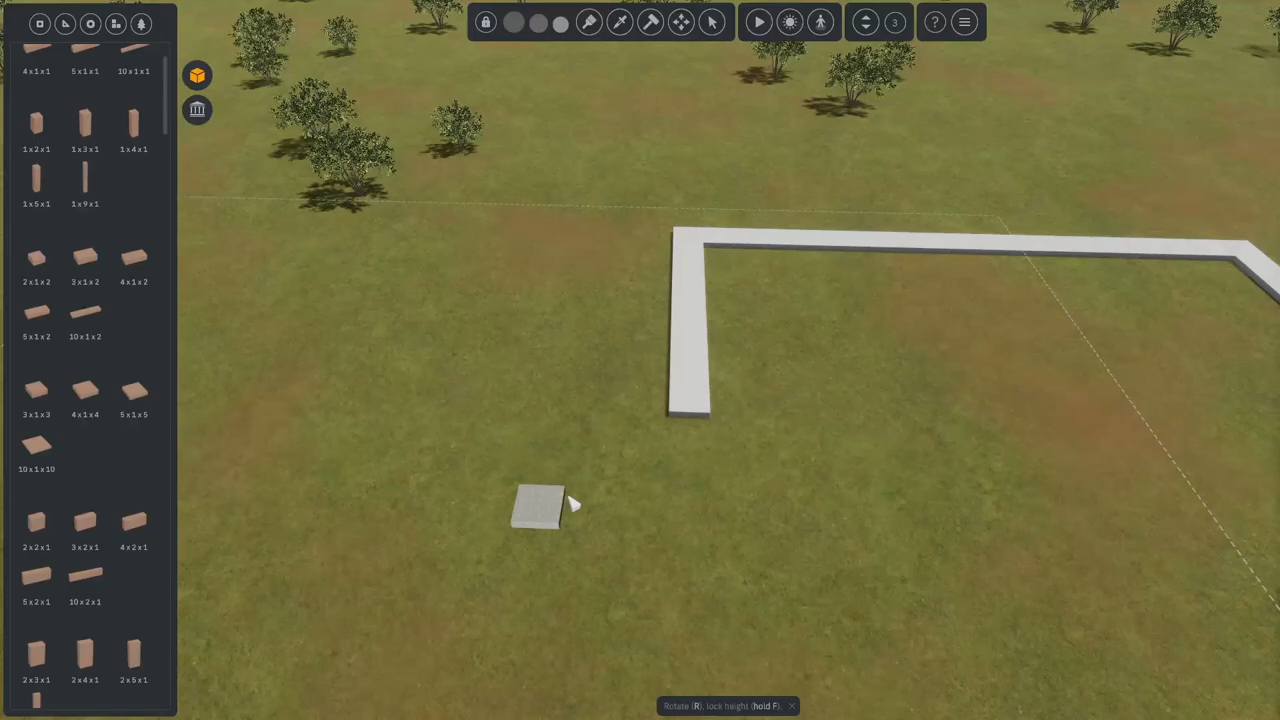 3
4x1x1 5x1x1 10x1x1
1x2x1 1x3x1 1x4x1
1x5x1 1x9x1
2x1x2 3x1x2 4x1x2
5x1x2 10x1x2
3x1x3 4x1x4 5x1x5
10x1x10
2x2x1 3x2x1 4x2x1
5x2x1 10x2x1
2x3x1 2x4x1 2x5x1
Rotate (R), lock height (hold F).